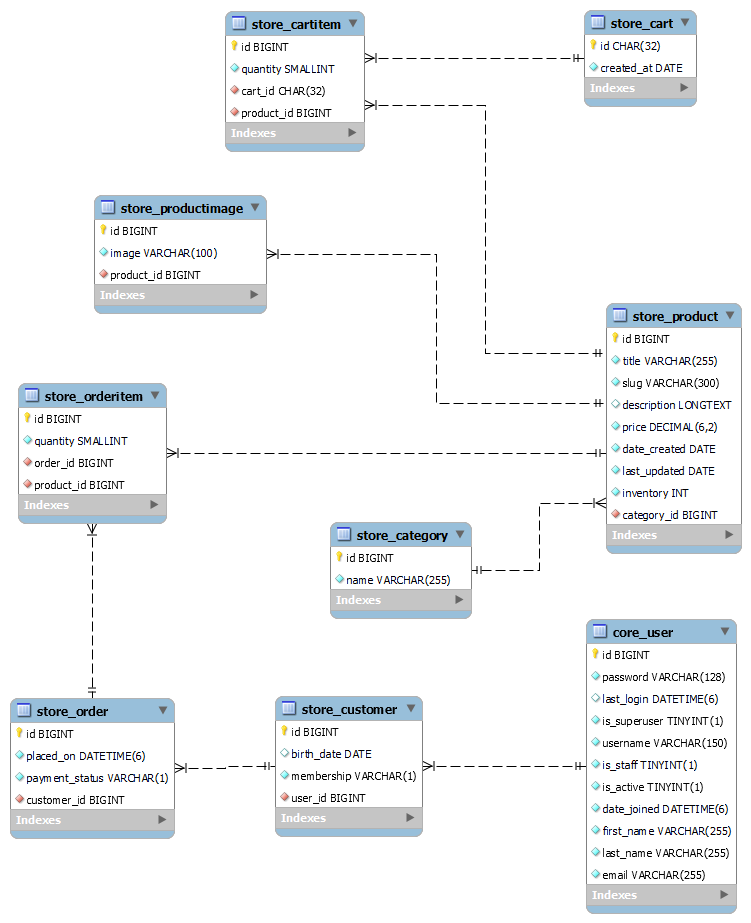 store_cartitem
id BIGINT
quantity SMALLINT
cart_id CHAR(32)
product_id BIGINT
Indexes
store_cart
id CHAR(32)
created_at DATE
Indexes
store_productimage
id BIGINT
image VARCHAR(100)
product_id BIGINT
Indexes
store_product
id BIGINT
title VARCHAR(255)
slug VARCHAR(300)
description LONGTEXT
price DECIMAL(6,2)
date_created DATE
last_updated DATE
inventory INT
category_id BIGINT
Indexes
store_orderitem
id BIGINT
quantity SMALLINT
order_id BIGINT
product_id BIGINT
Indexes
store_category
id BIGINT
name VARCHAR(255)
Indexes
core_user
id BIGINT
password VARCHAR(128)
last_login DATETIME(6)
is_superuser TINYINT(1)
username VARCHAR(150)
is_staff TINYINT(1)
is_active TINYINT(1)
date_joined DATETIME(6)
first_name VARCHAR(255)
last_name VARCHAR(255)
email VARCHAR(255)
Indexes
store_order
id BIGINT
placed_on DATETIME(6)
payment_status VARCHAR(1)
customer_id BIGINT
Indexes
store_customer
id BIGINT
birth_date DATE
membership VARCHAR(1)
user_id BIGINT
Indexes